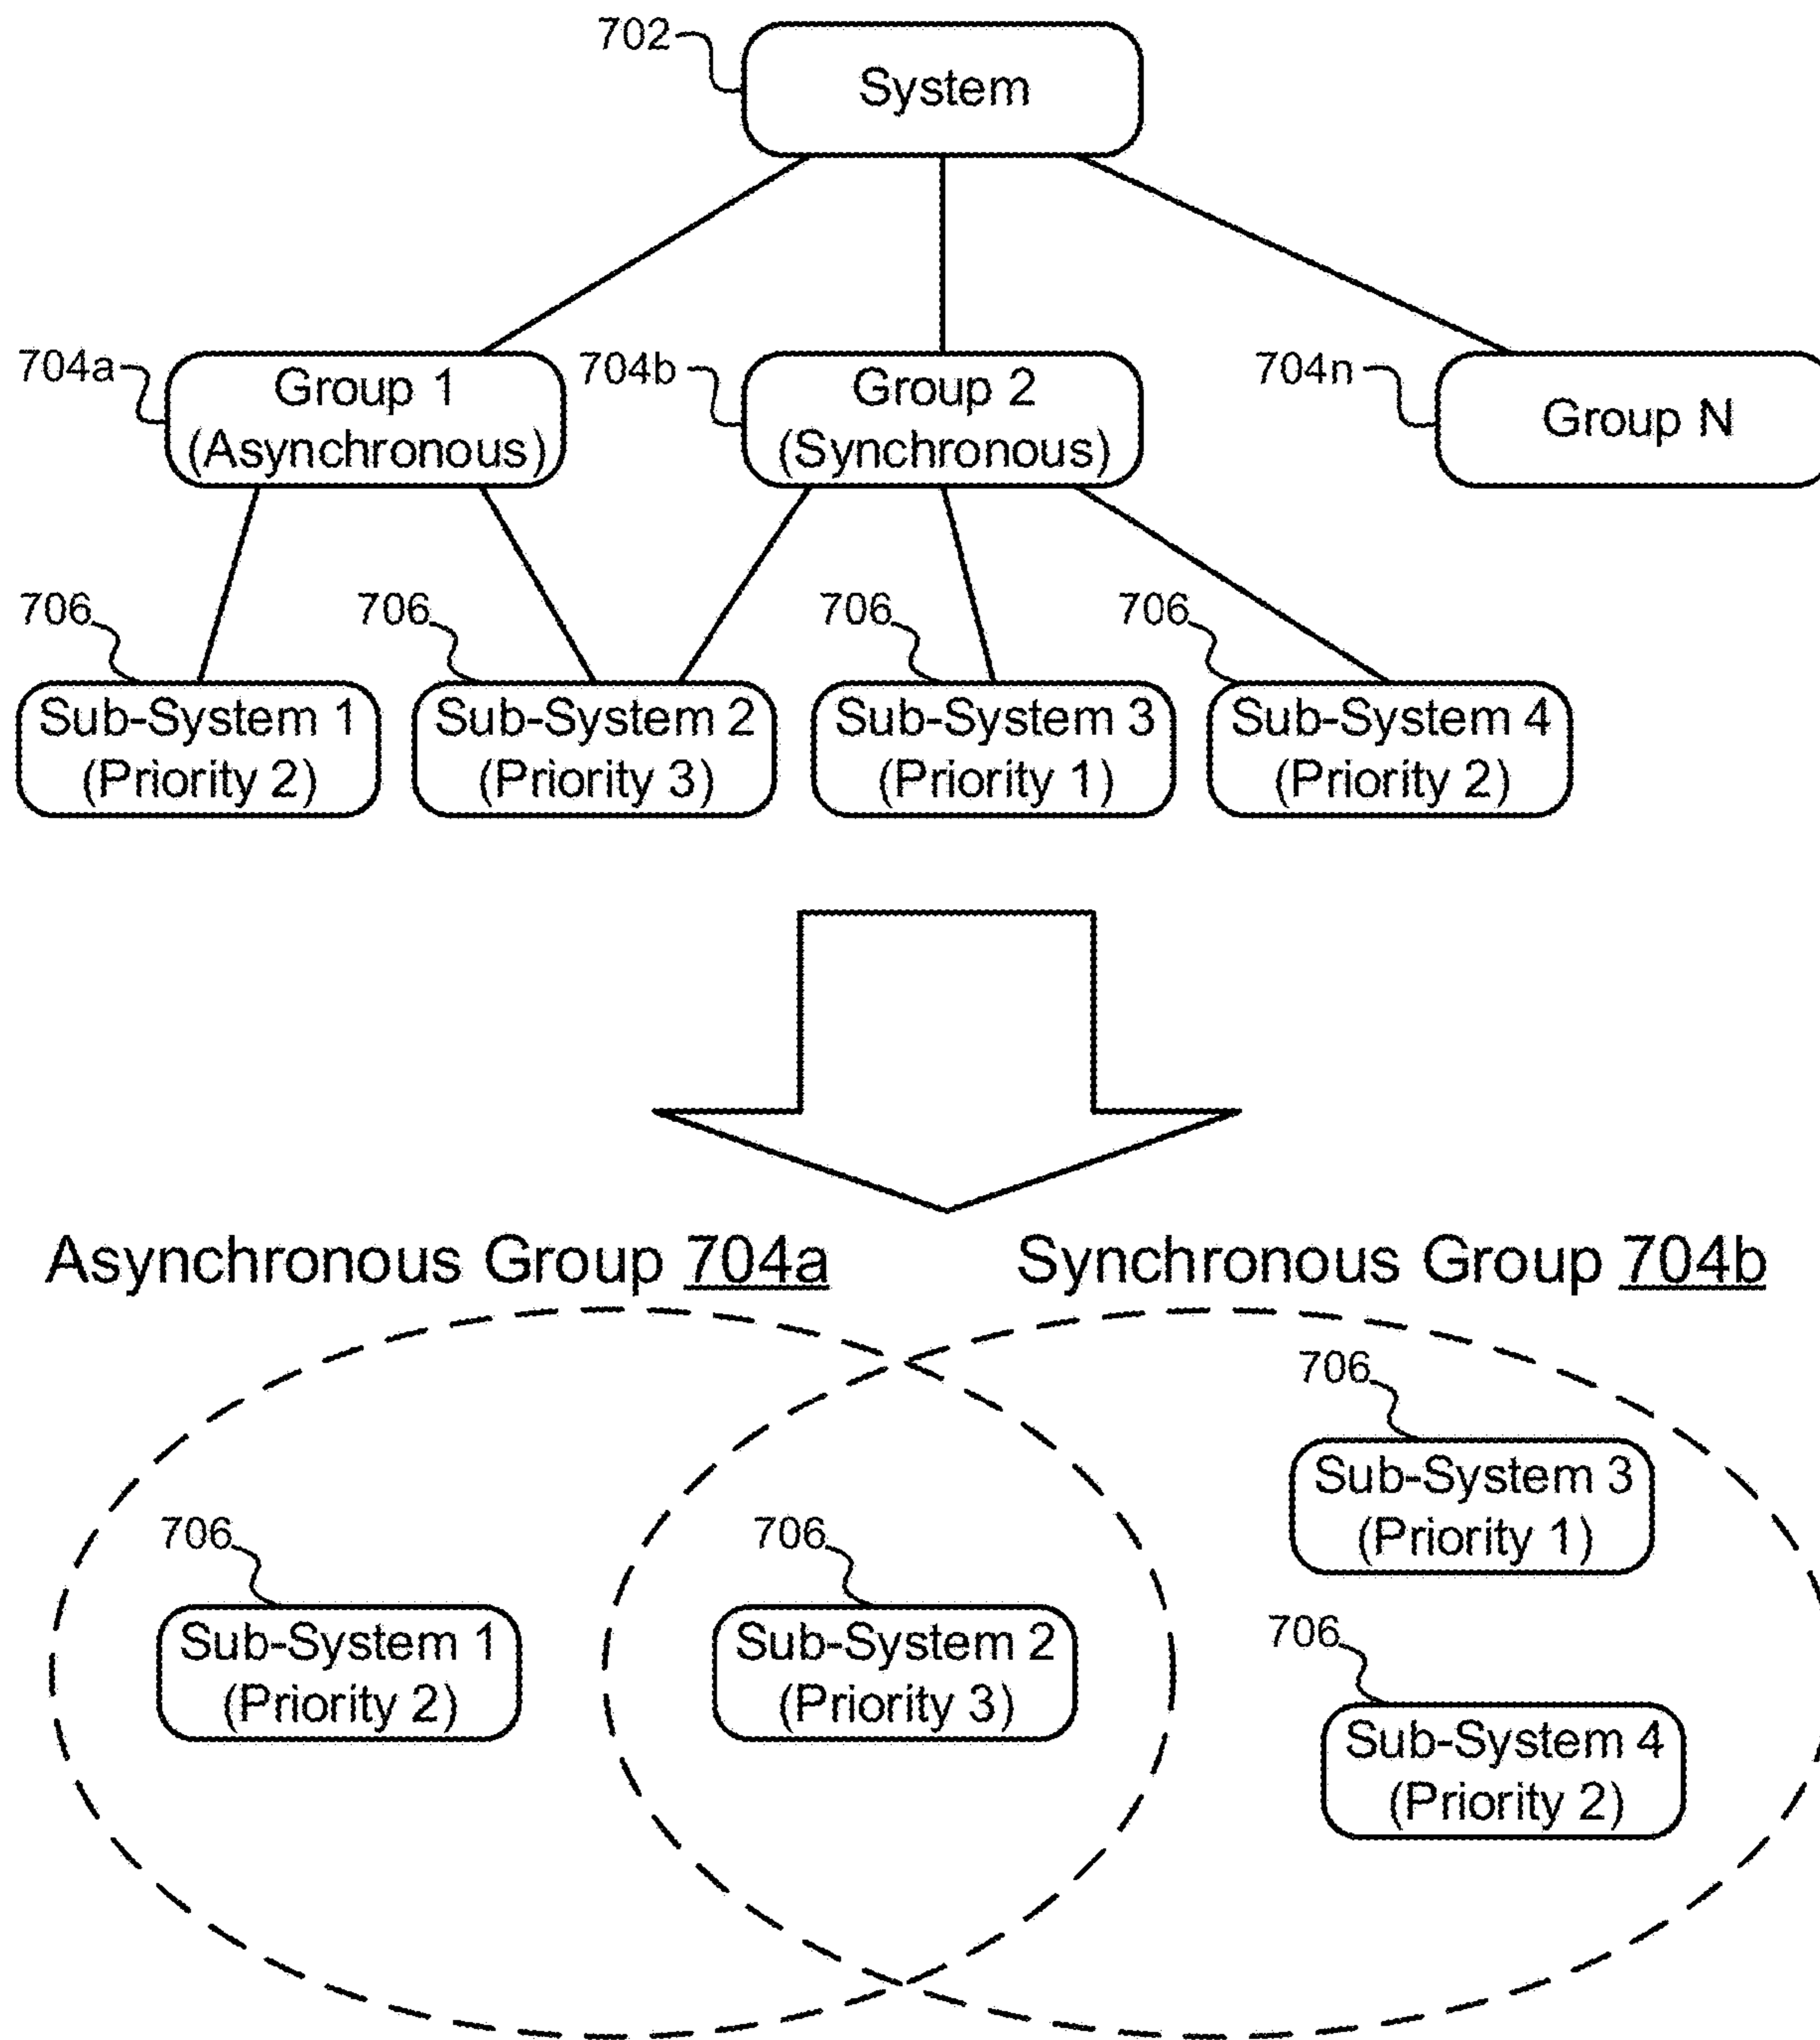 702
System
704a
Group 1
(Asynchronous)
704b
Group 2
(Synchronous)
704n
Group N
706
Sub-System 1
(Priority 2)
706
Sub-System 2
(Priority 3)
706
Sub-System 3
(Priority 1)
706
Sub-System 4
(Priority 2)
Asynchronous Group 704a
Synchronous Group 704b
706
Sub-System 1
(Priority 2)
706
Sub-System 2
(Priority 3)
706
Sub-System 3
(Priority 1)
706
Sub-System 4
(Priority 2)